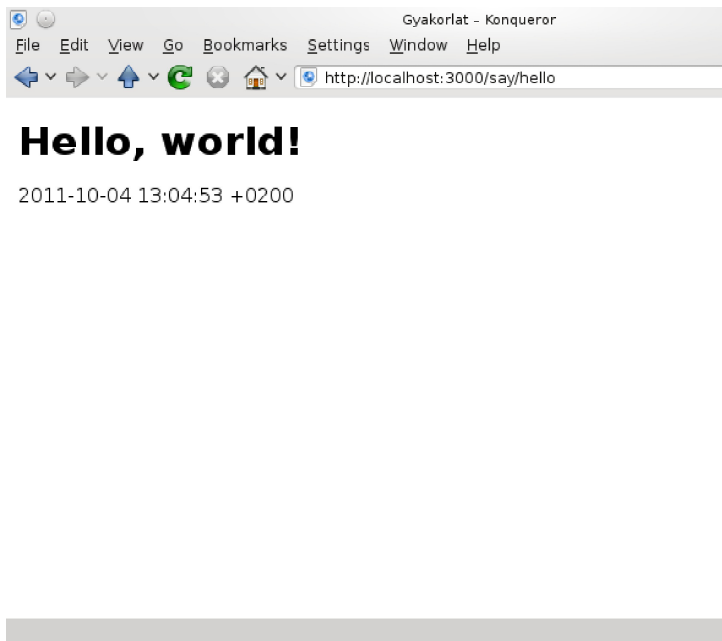 Gyakorlat - Konqueror
File Edit View Go Bookmarks Settings Window Help
http://localhost:3000/say/hello
Hello, world!
2011-10-04 13:04:53 +0200